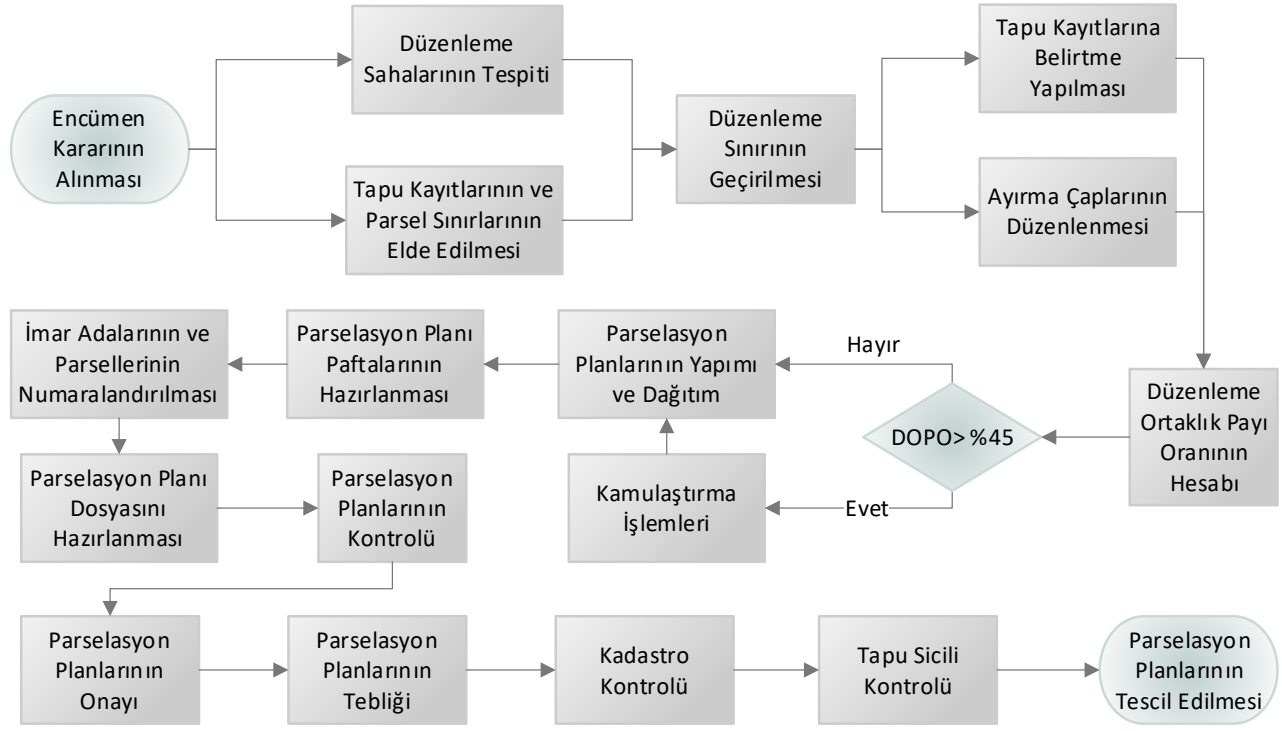 Encümen
Kararının
Alınması
Düzenleme
Sahalarının Tespiti
Tapu Kayıtlarının ve
Parsel Sınırlarının
Elde Edilmesi
Düzenleme
Sınırının
Geçirilmesi
Tapu Kayıtlarına
Belirtme
Yapılması
Ayırma Çaplarının
Düzenlenmesi
Düzenleme
Ortaklık Payı
Oranının
Hesabı
DOPO> %45
Hayır
Evet
Kamulaştırma
İşlemleri
Parselasyon
Planlarının Yapımı
ve Dağıtım
Parselasyon Planı
Paftalarının
Hazırlanması
İmar Adalarının ve
Parsellerinin
Numaralandırılması
Parselasyon Planı
Dosyasını
Hazırlanması
Parselasyon
Planlarının
Kontrolü
Parselasyon
Planlarının
Onayı
Parselasyon
Planlarının
Tebliği
Kadastro
Kontrolü
Tapu Sicili
Kontrolü
Parselasyon
Planlarının
Tescil Edilmesi